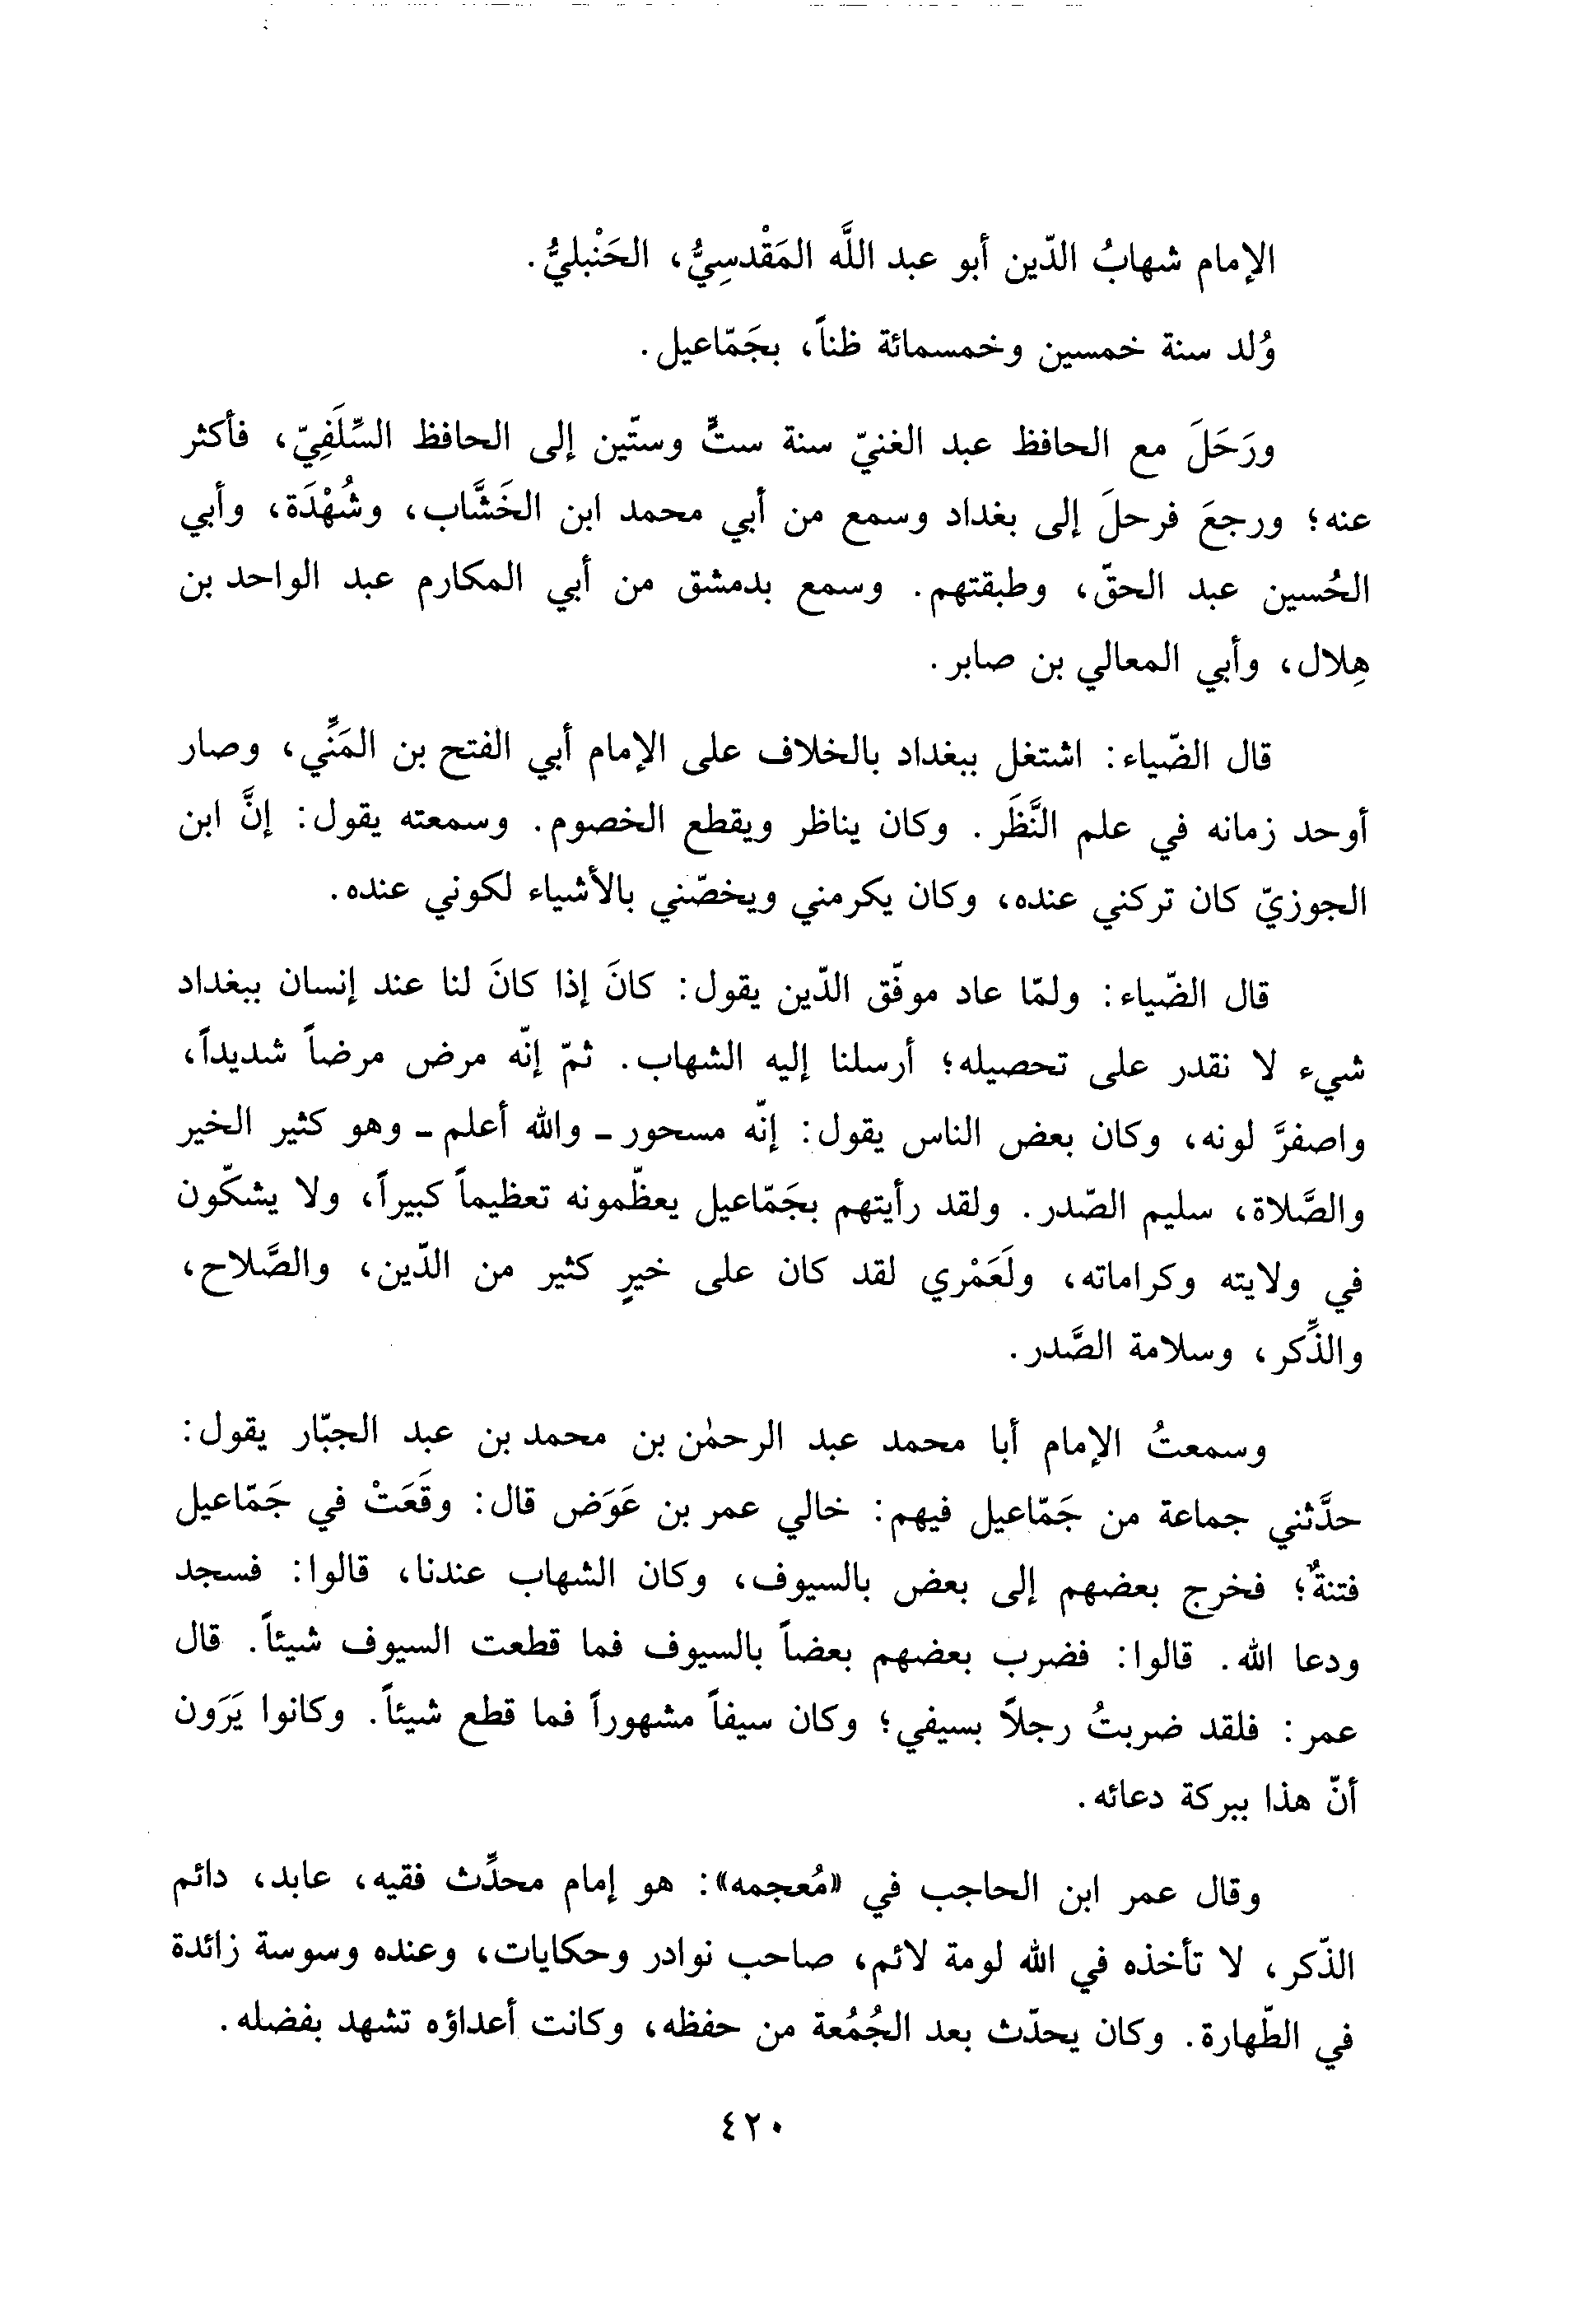 الإمام شهابُ الدّين أبو عبد اللَّه المَقْدسِيُّ، الحَنْبليُّ.
وُلد سنة خمسين وخمسمائة ظناً، بجَمّاعيل.
ورَحَلَ مع الحافظ عبد الغنيّ سنة ستٍّ وستّين إلى الحافظ السِّلَفِيّ، فأكثر
عنه؛ ورجعَ فرحلَ إلى بغداد وسمع من أبي محمد ابن الخَشَّاب، وشُهْدَة، وأبي
الحُسين عبد الحقّ، وطبقتهم. وسمع بدمشق من أبي المكارم عبد الواحد بن
هِلال، وأبي المعالي بن صابر.
قال الضّياء: اشتغل ببغداد بالخلاف على الإمام أبي الفتح بن المَنِّي، وصار
أوحد زمانه في علم النَّظَر. وكان يناظر ويقطع الخصوم. وسمعته يقول: إنَّ ابن
الجوزيّ كان تركني عنده، وكان يكرمني ويخصّني بالأشياء لكوني عنده.
قال الضّياء: ولمّا عاد موفّق الدّين يقول: كانَ إذا كانَ لنا عند إنسان ببغداد
شيء لا نقدر على تحصيله؛ أرسلنا إليه الشهاب. ثمّ إنّه مرض مرضاً شديداً،
واصفرَّ لونه، وكان بعض الناس يقول: إنّه مسحور ـ والله أعلم ـ وهو كثير الخير
والصَّلاة، سليم الصّدر. ولقد رأيتهم بجَمّاعيل يعظّمونه تعظيماً كبيراً، ولا يشكّون
في ولايته وكراماته، ولَعَمْري لقد كان على خيرٍ كثير من الدّين، والصَّلاح،
والذِّكر، وسلامة الصَّدر.
وسمعتُ الإمام أبا محمد عبد الرحمٰن بن محمد بن عبد الجبّار يقول:
حدَّثني جماعة من جَمّاعيل فيهم: خالي عمر بن عَوَض قال: وقَعَتْ في جَمّاعيل
فتنةٌ؛ فخرج بعضهم إلى بعض بالسيوف، وكان الشهاب عندنا، قالوا: فسجد
ودعا الله. قالوا: فضرب بعضهم بعضاً بالسيوف فما قطعت السيوف شيئاً. قال
عمر: فلقد ضربتُ رجلاً بسيفي؛ وكان سيفاً مشهوراً فما قطع شيئاً. وكانوا يَرَون
أنّ هذا ببركة دعائه.
وقال عمر ابن الحاجب في «مُعجمه»: هو إمام محدِّث فقيه، عابد، دائم
الذّكر، لا تأخذه في الله لومة لائم، صاحب نوادر وحكايات، وعنده وسوسة زائدة
في الطّهارة. وكان يحدّث بعد الجُمُعة من حفظه، وكانت أعداؤه تشهد بفضله.
٤٢٠